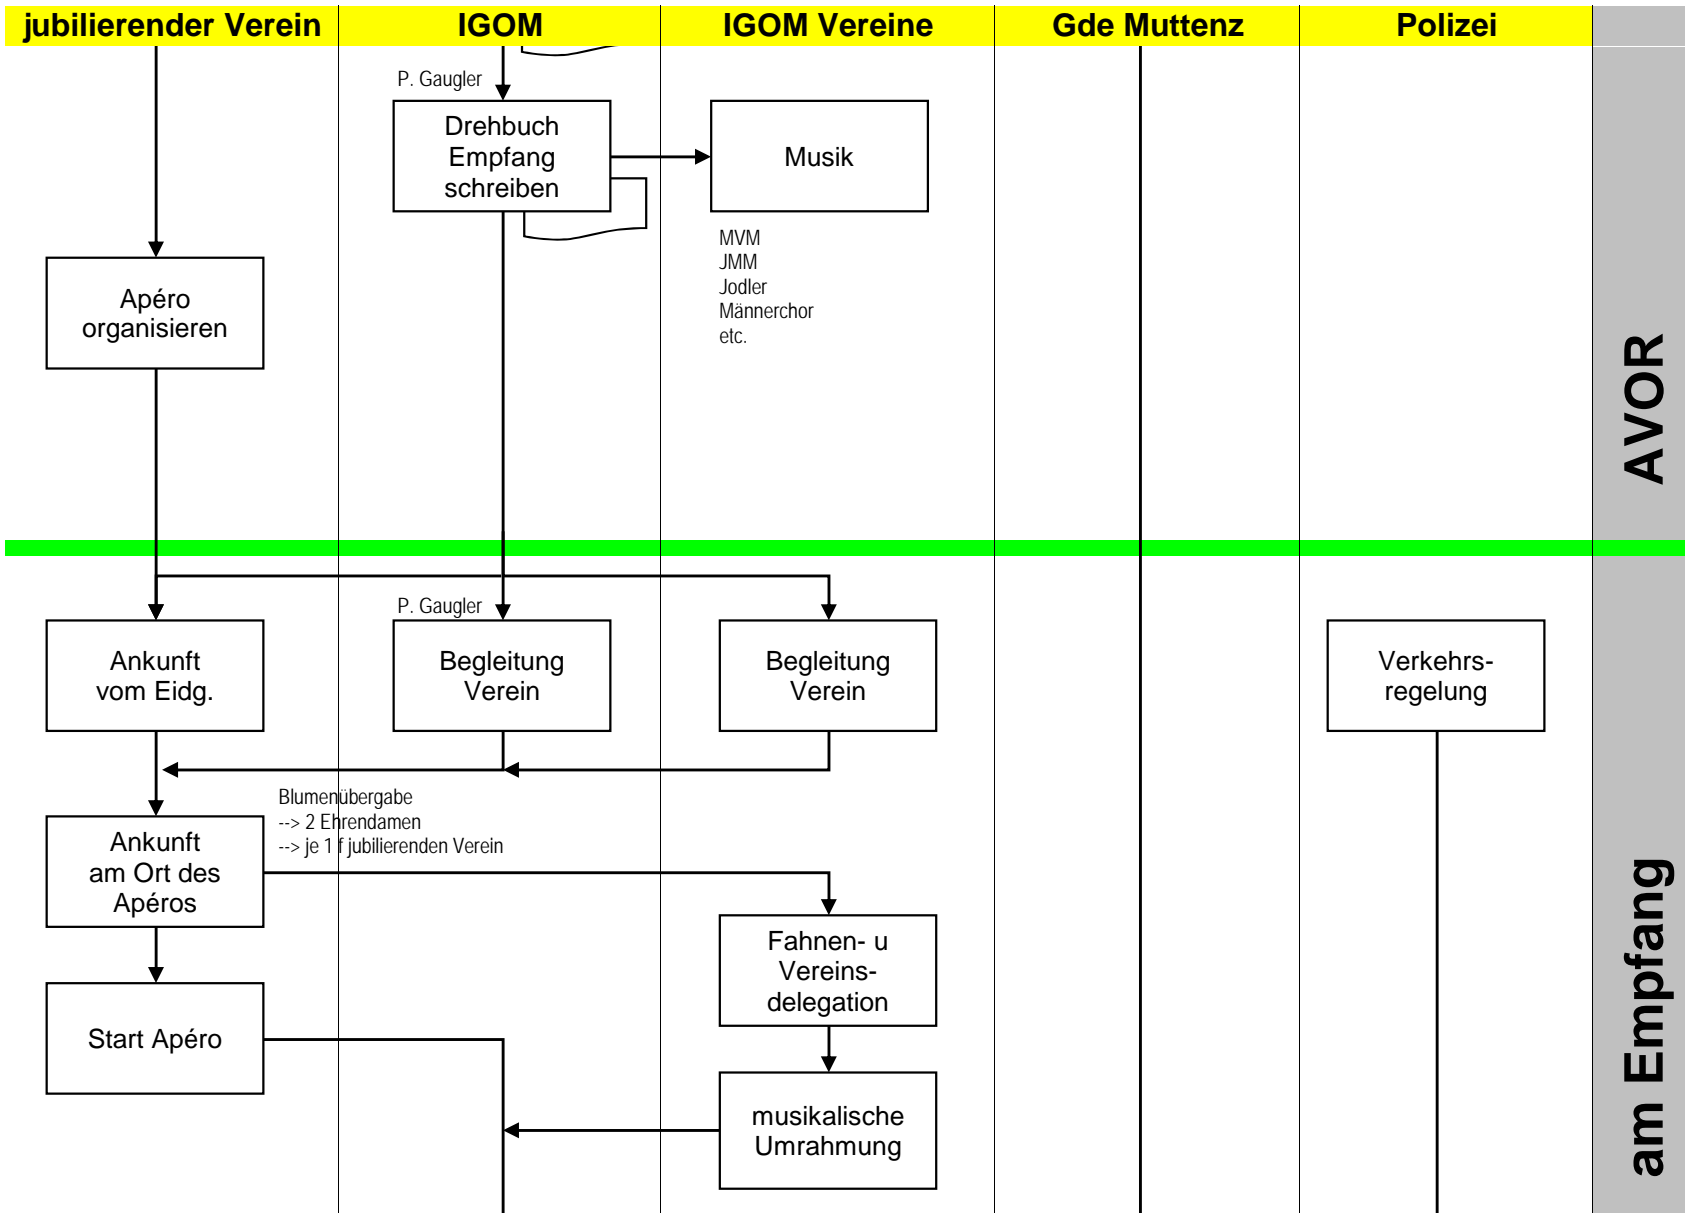 jubilierender Verein
IGOM
IGOM Vereine
Gde Muttenz
Polizei
P. Gaugler
Drehbuch
Empfang
schreiben
Musik
MVM
JMM
Jodler
Männerchor
etc.
Apéro
organisieren
AVOR
P. Gaugler
Ankunft
vom Eidg.
Begleitung
Verein
Begleitung
Verein
Verkehrs-
regelung
Blumenübergabe
--> 2 Ehrendamen
--> je 1 f jubilierenden Verein
Ankunft
am Ort des
Apéros
Fahnen- u
Vereins-
delegation
Start Apéro
musikalische
Umrahmung
am Empfang